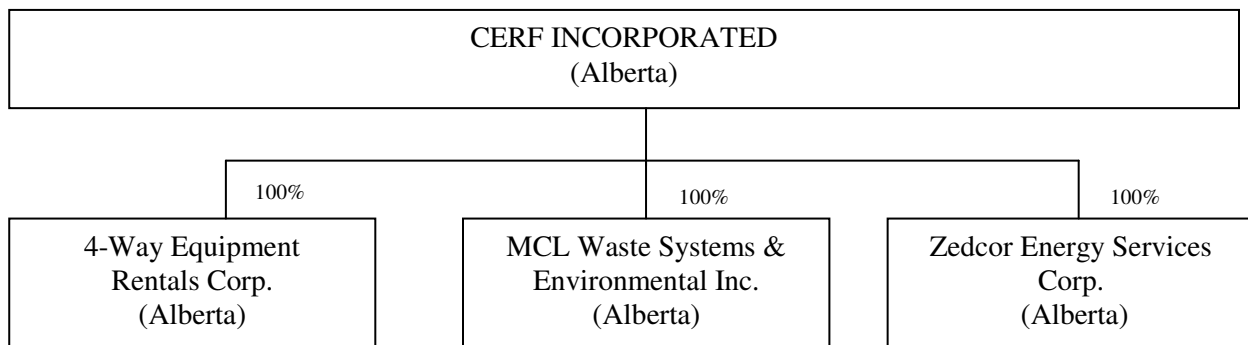 CERF INCORPORATED
(Alberta)
100%
100%
100%
4-Way Equipment
Rentals Corp.
(Alberta)
MCL Waste Systems &
Environmental Inc.
(Alberta)
Zedcor Energy Services
Corp.
(Alberta)